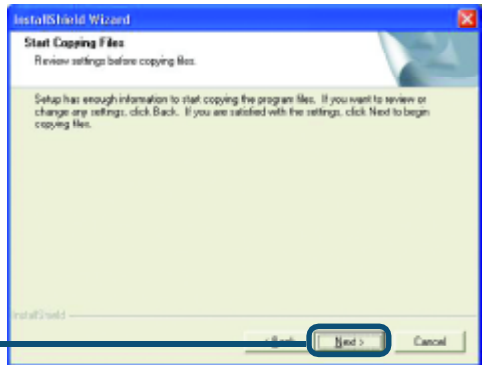 InstallShield Wizard
Start Copying Files
Review settings before copying files.
Setup has enough information to start copying the program files. If you want to review or
change any settings, click Back. If you are satisfied with the settings, click Next to begin
copying files.
InstallShield
< Back Next > Cancel